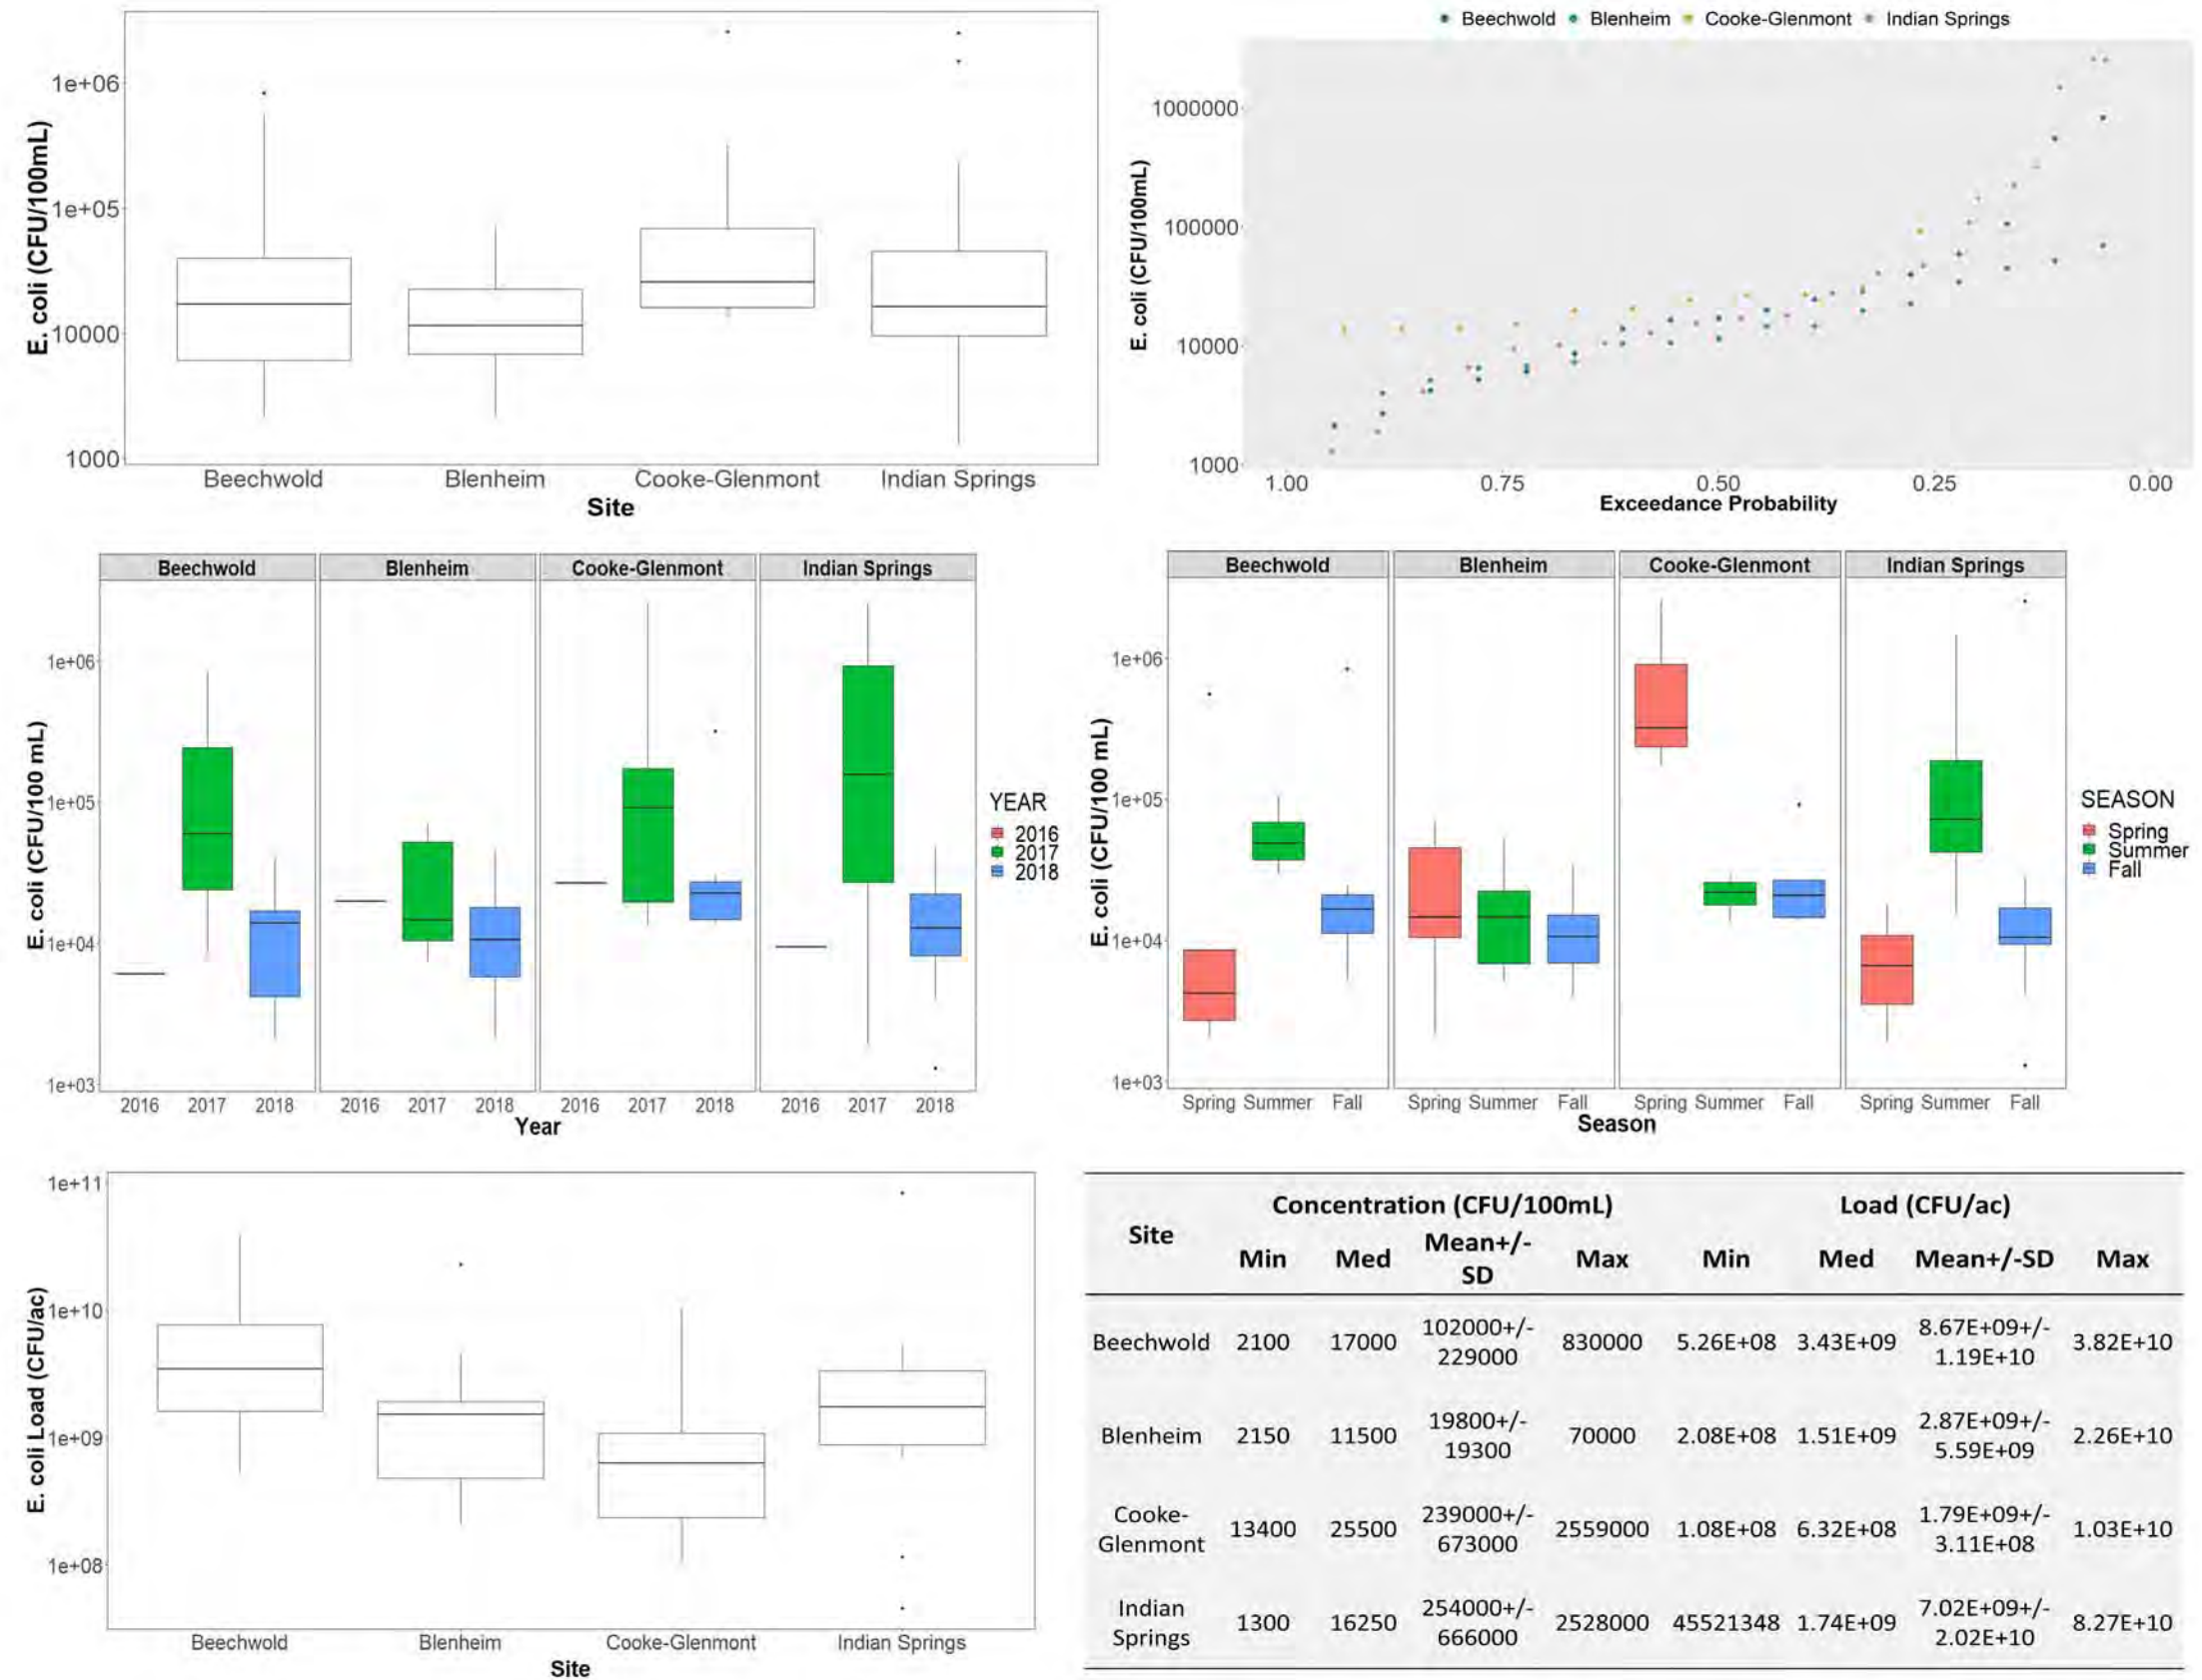 E. coli (CFU/100mL)
1e+06
1e+05
10000
1000
Beechwold Blenheim Cooke-Glenmont Indian Springs
Site
Beechwold Blenheim Cooke-Glenmont Indian Springs
E. coli (CFU/100mL)
1000000
100000
10000
1000
1.00 0.75 0.50 0.25 0.00
Exceedance Probability
Beechwold Blenheim Cooke-Glenmont Indian Springs
E. coli (CFU/100 mL)
1e+06
1e+05
1e+04
1e+03
2016 2017 2018 2016 2017 2018 2016 2017 2018 2016 2017 2018
Year
YEAR
2016
2017
2018
Beechwold Blenheim Cooke-Glenmont Indian Springs
E. coli (CFU/100 mL)
1e+06
1e+05
1e+04
1e+03
Spring Summer Fall Spring Summer Fall Spring Summer Fall Spring Summer Fall
Season
SEASON
Spring
Summer
Fall
E. coli Load (CFU/ac)
1e+11
1e+10
1e+09
1e+08
Beechwold Blenheim Cooke-Glenmont Indian Springs
Site
Concentration (CFU/100mL) Load (CFU/ac)
Site Min Med Mean+/-SD Max Min Med Mean+/-SD Max
Beechwold 2100 17000 102000+/-229000 830000 5.26E+08 3.43E+09 8.67E+09+/-1.19E+10 3.82E+10
Blenheim 2150 11500 19800+/-19300 70000 2.08E+08 1.51E+09 2.87E+09+/-5.59E+09 2.26E+10
Cooke-Glenmont 13400 25500 239000+/-673000 2559000 1.08E+08 6.32E+08 1.79E+09+/-3.11E+08 1.03E+10
Indian Springs 1300 16250 254000+/-666000 2528000 45521348 1.74E+09 7.02E+09+/-2.02E+10 8.27E+10